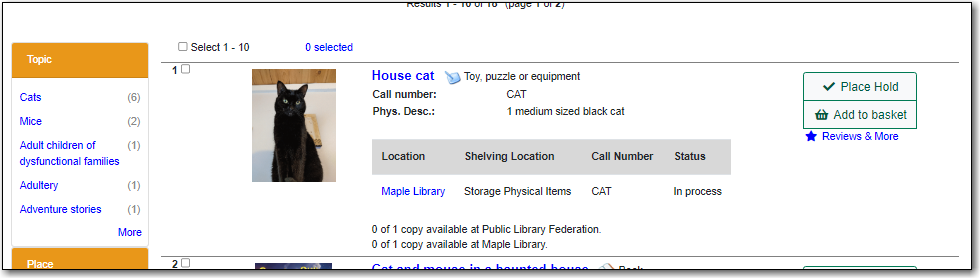 Results 1 - 10 of 16 (page 1 of 2)
Select 1 - 10 0 selected
Topic
Cats (6)
Mice (2)
Adult children of (1)
dysfunctional families
Adultery (1)
Adventure stories (1)
More
Place
1
House cat Toy, puzzle or equipment
Call number: CAT
Phys. Desc.: 1 medium sized black cat
Location Shelving Location Call Number Status
Maple Library Storage Physical Items CAT In process
0 of 1 copy available at Public Library Federation.
0 of 1 copy available at Maple Library.
Place Hold
Add to basket
Reviews & More
2
Cat and mouse in a haunted house Book
Place Hold